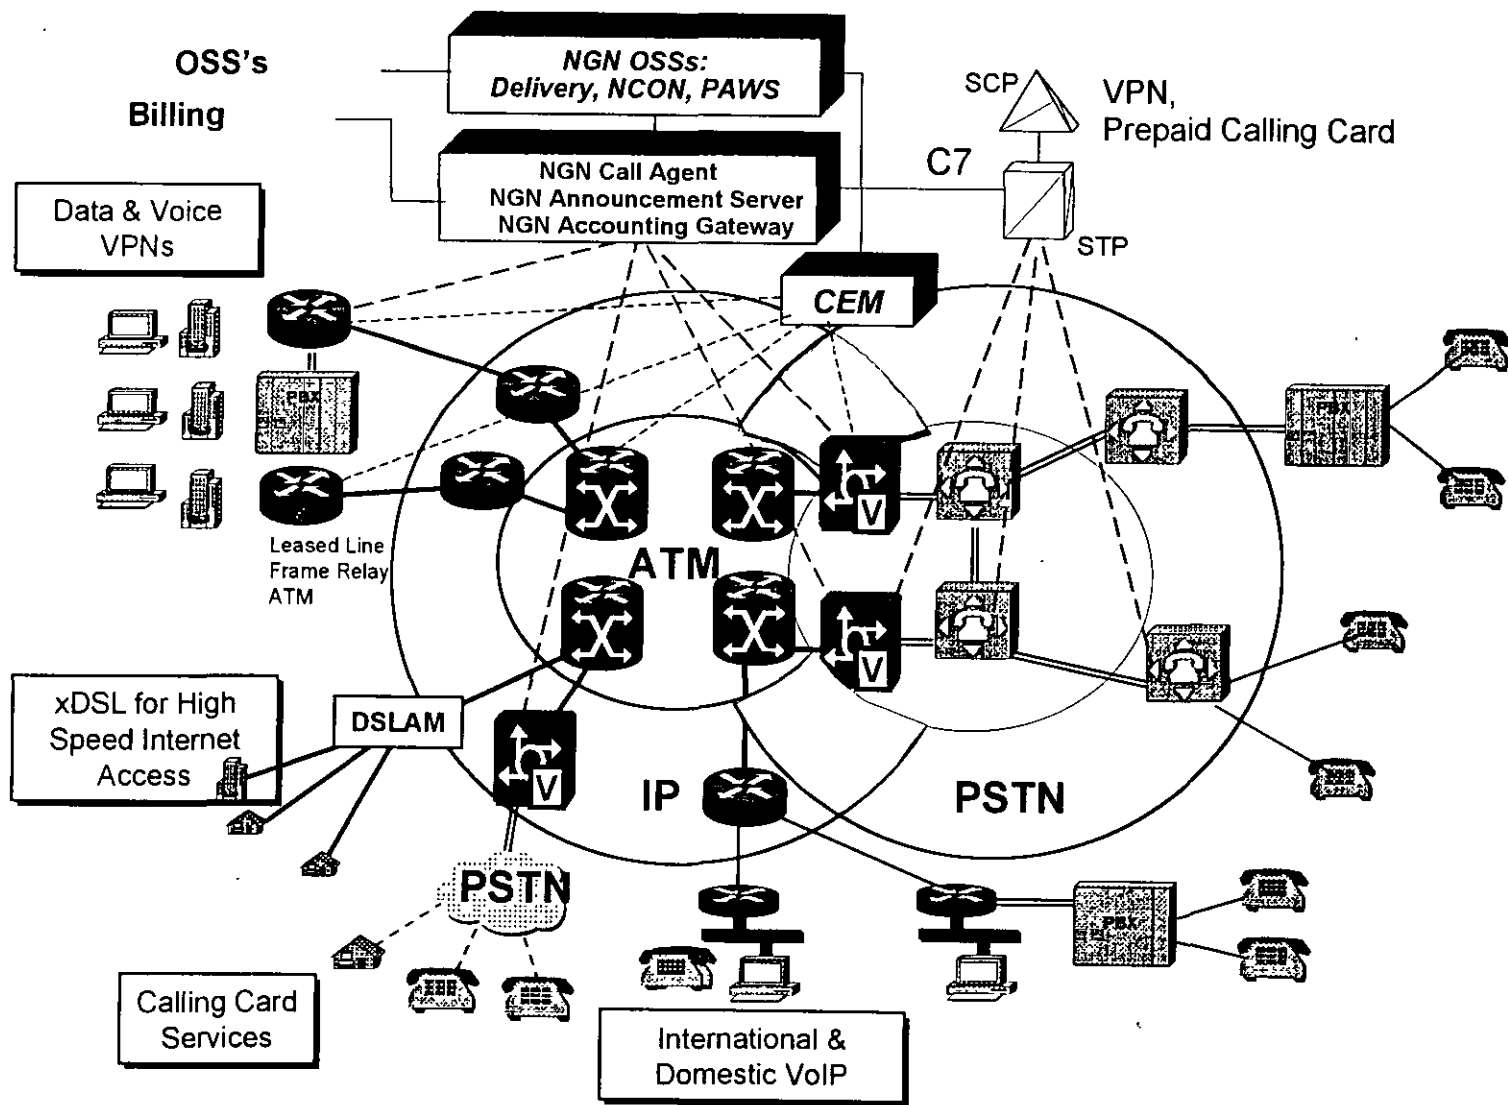 OSS's
Billing
NGN OSSs:
Delivery, NCON, PAWS
NGN Call Agent
NGN Announcement Server
NGN Accounting Gateway
SCP
VPN,
Prepaid Calling Card
C7
STP
Data & Voice
VPNs
CEM
PBX
PBX
V
Leased Line
Frame Relay
ATM
ATM
V
xDSL for High
Speed Internet
Access
DSLAM
V
IP
PSTN
PSTN
PBX
Calling Card
Services
International &
Domestic VoIP